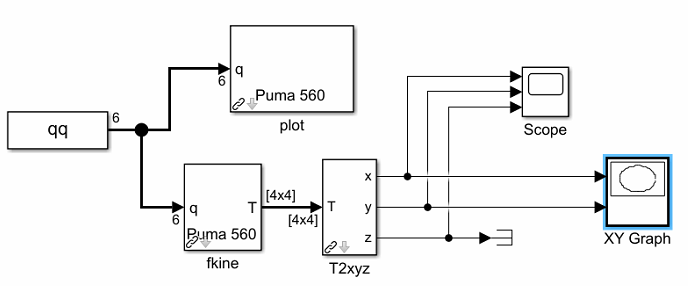 q
6
Puma 560
plot
qq
6
q
T
6
Puma 560
fkine
[4x4]
[4x4]
T
x
y
z
T2xyz
Scope
XY Graph